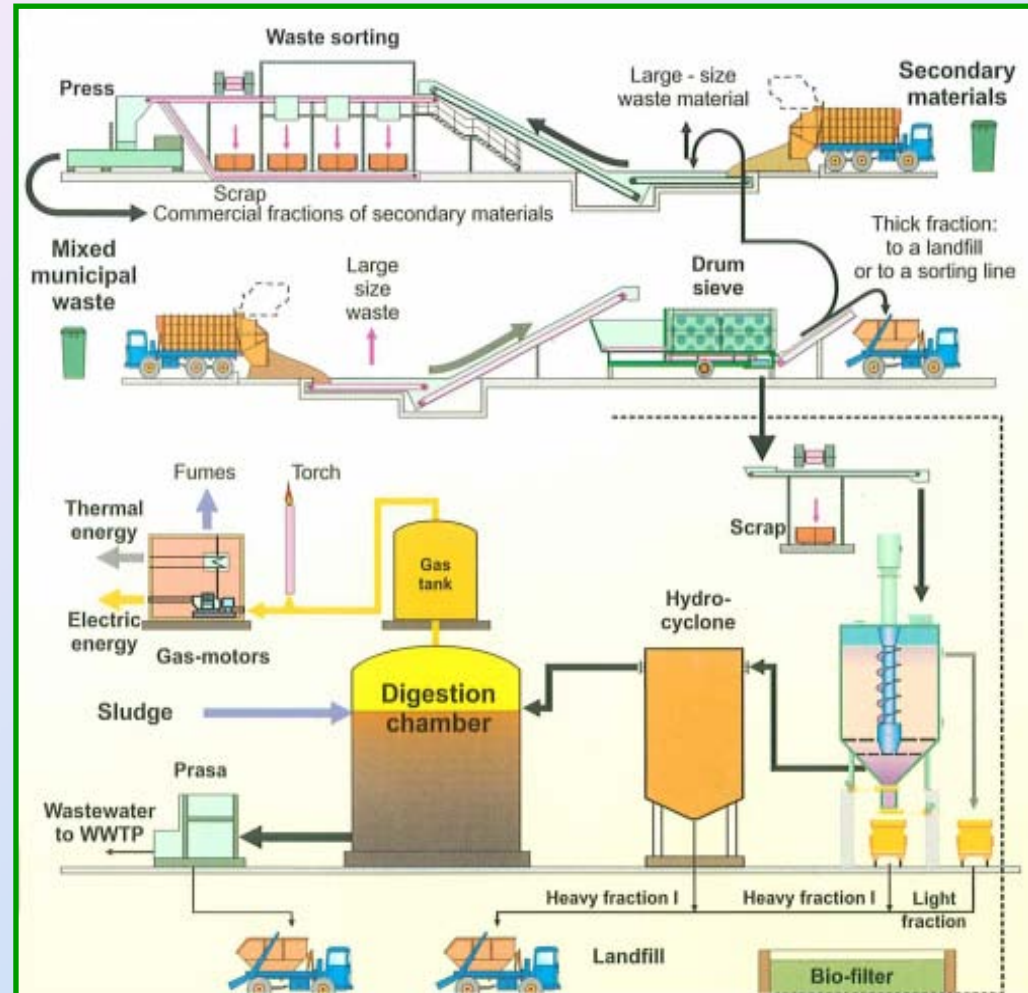 Waste sorting
Press
Large - size
waste material
Secondary
materials
Scrap
Commercial fractions of secondary materials
Mixed
municipal
waste
Large
size
waste
Drum
sieve
Thick fraction:
to a landfill
or to a sorting line
Fumes
Torch
Thermal
energy
Electric
energy
Gas-motors
Gas
tank
Scrap
Hydro-
cyclone
Digestion
chamber
Sludge
Prasa
Wastewater
to WWTP
Heavy fraction I
Heavy fraction I
Light
fraction
Landfill
Bio-filter